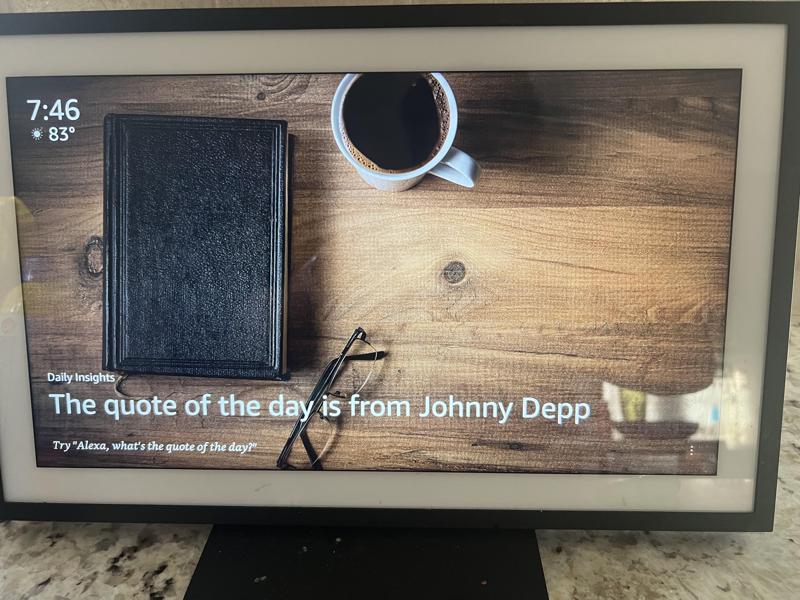 7:46
83°
Daily Insights
The quote of the day is from Johnny Depp
Try "Alexa, what's the quote of the day?"